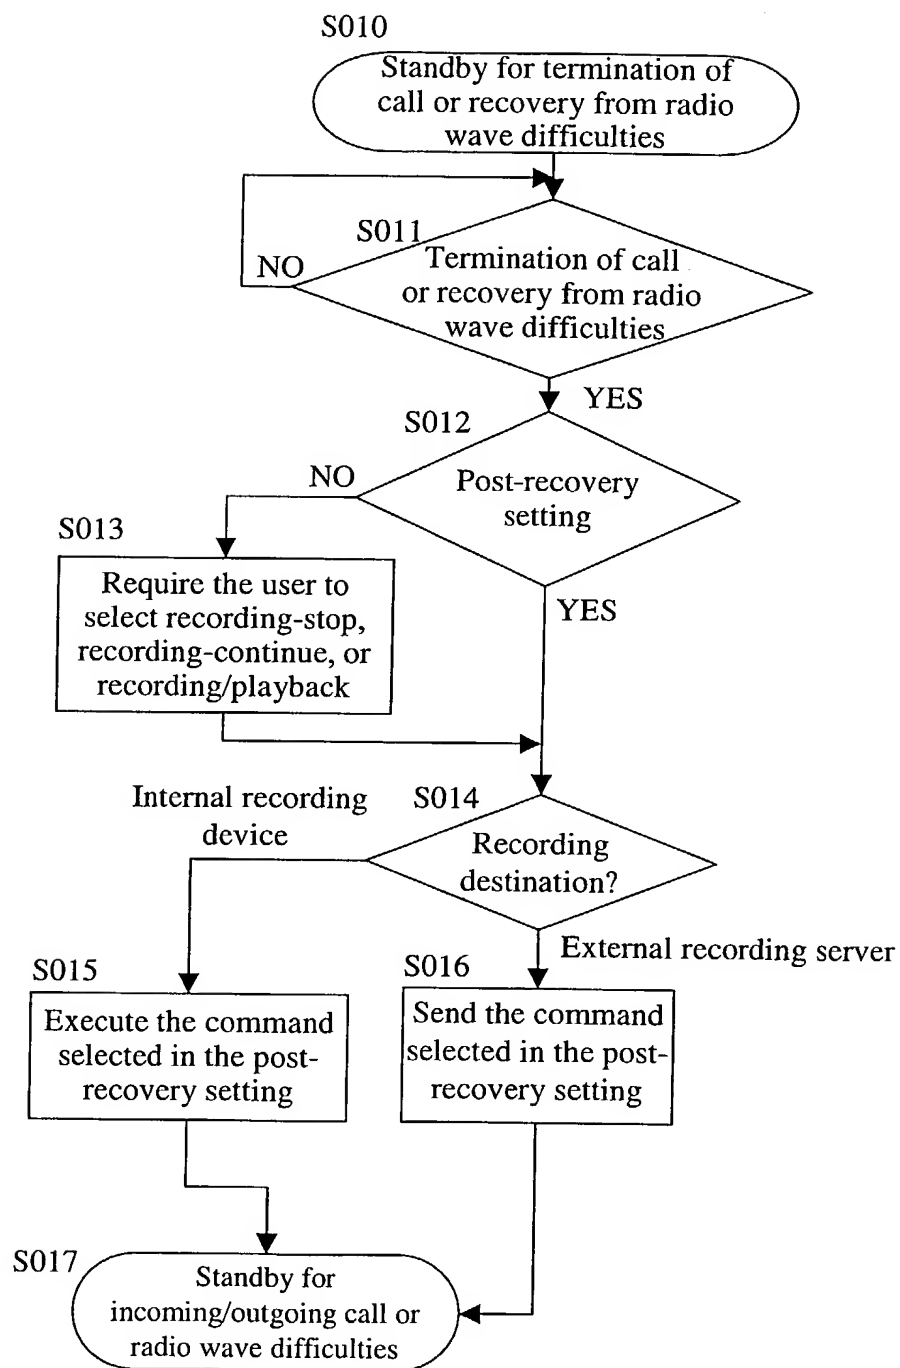 S010
Standby for termination of
call or recovery from radio
wave difficulties
S011
NO
Termination of call
or recovery from radio
wave difficulties
YES
S012
NO
Post-recovery
setting
S013
YES
Require the user to
select recording-stop,
recording-continue, or
recording/playback
Internal recording
device
S014
Recording
destination?
External recording server
S015
S016
Execute the command
selected in the post-
recovery setting
Send the command
selected in the post-
recovery setting
S017
Standby for
incoming/outgoing call or
radio wave difficulties